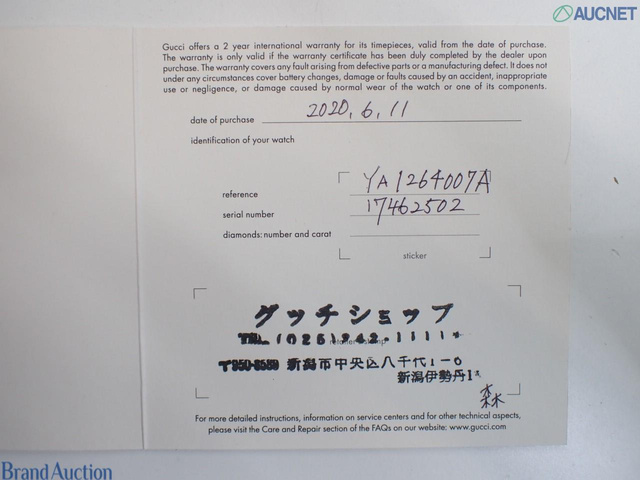 AUCNET
Gucci offers a 2 year international warranty for its timepieces, valid from the date of purchase.
The warranty is only valid if the warranty certificate has been duly completed by the dealer upon
purchase. The warranty covers any fault arising from defective parts or a manufacturing defect. It does not
under any circumstances cover battery changes, damage or faults caused by an accident, inappropriate
use or negligence, or damage caused by normal wear of the watch or one of its components.
date of purchase 2020.6.11
identification of your watch
reference YA1264007A
serial number 17462502
diamonds: number and carat
sticker
グッチショップ
TEL (025)242-1111
〒950-8589 新潟市中央区八千代1-6
新潟伊勢丹1
森
For more detailed instructions, information on service centers and for other technical aspects,
please visit the Care and Repair section of the FAQs on our website: www.gucci.com
Brand Auction